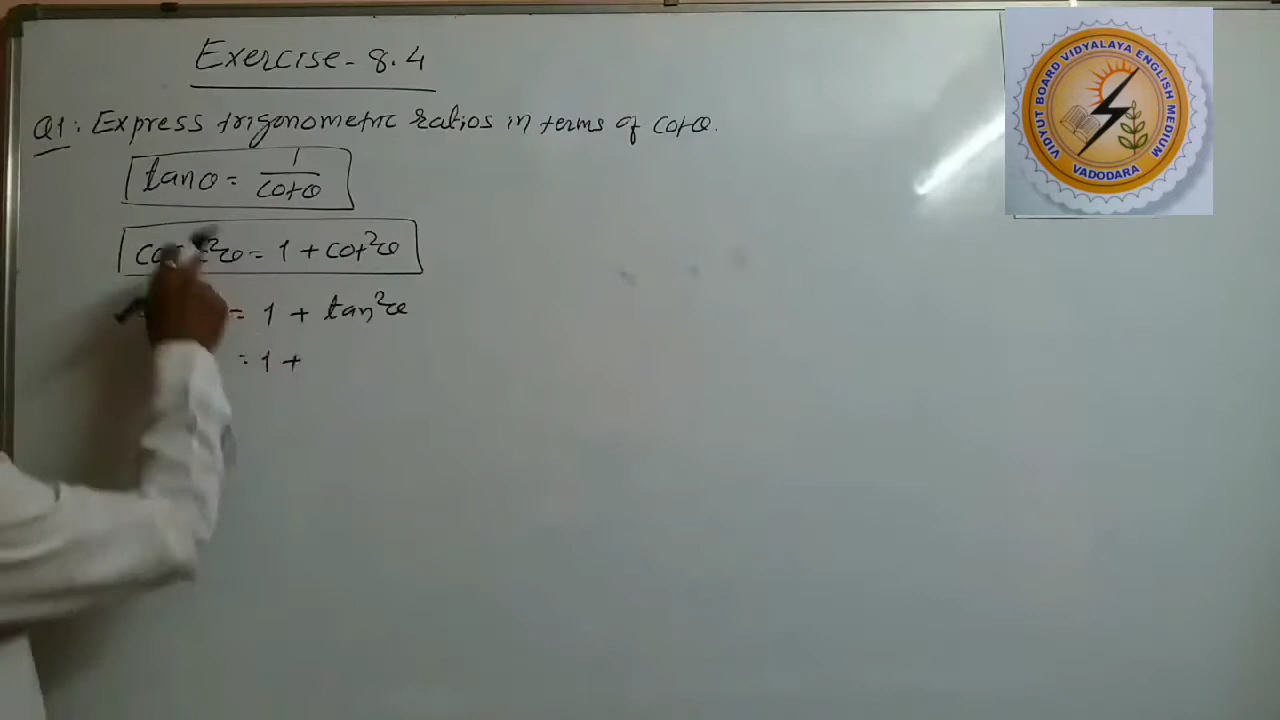 Exercise - 8.4
Q1: Express trigonometric ratios in terms of cotθ.
tanθ = 1/cotθ
²θ = 1 + cot²θ
= 1 + tan²θ
= 1 +
VIDYUT BOARD VIDYALAYA ENGLISH MEDIUM
VADODARA